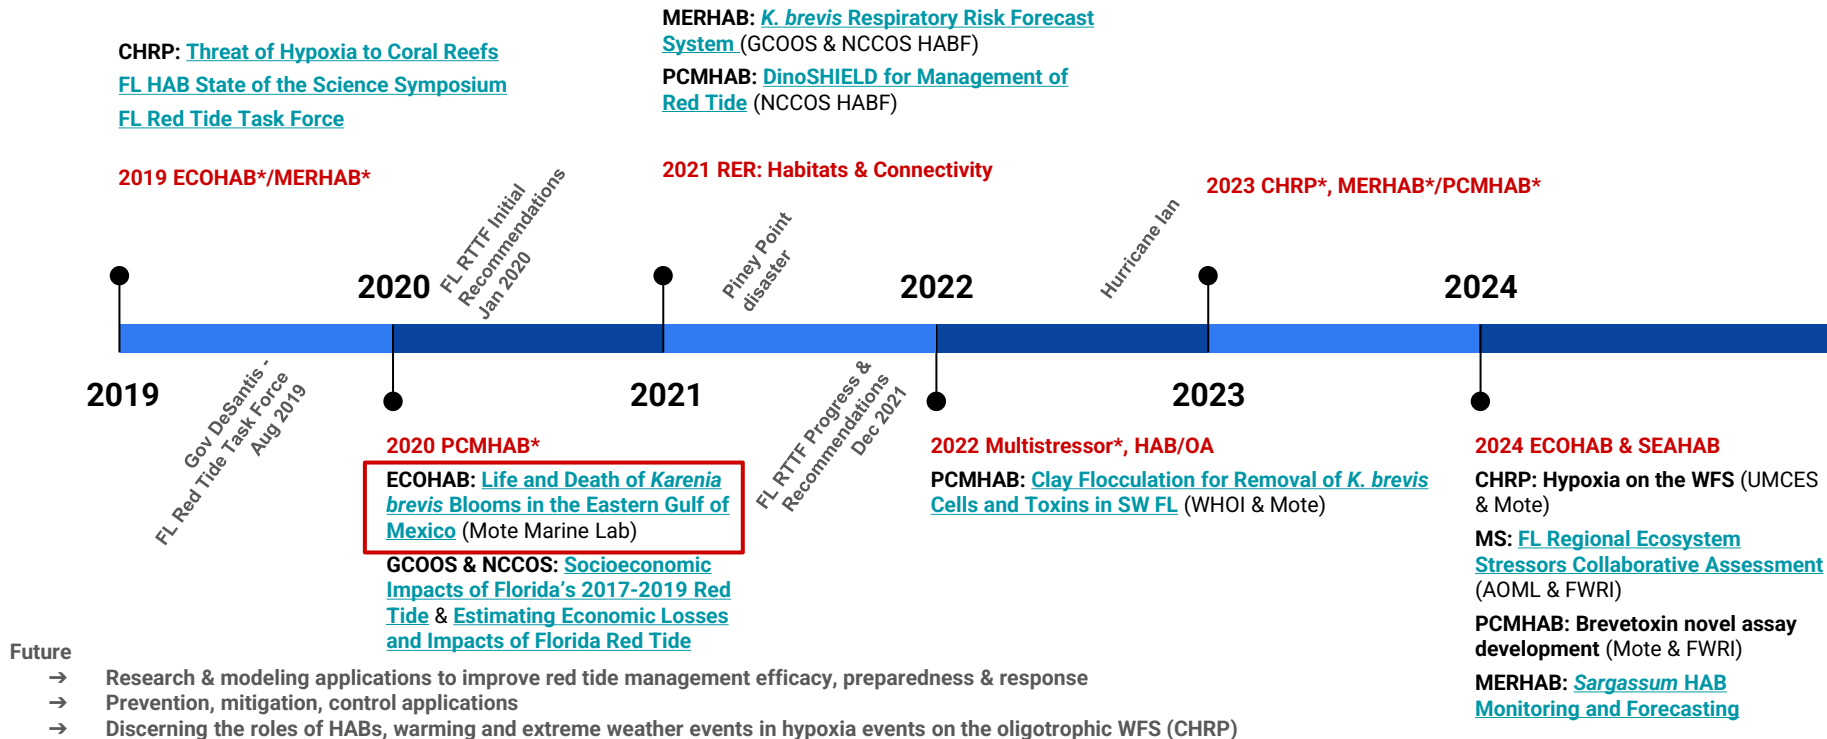 CHRP: Threat of Hypoxia to Coral Reefs
FL HAB State of the Science Symposium
FL Red Tide Task Force
2019 ECOHAB*/MERHAB*
FL RTTF Initial
Recommendations
Jan 2020
MERHAB: K. brevis Respiratory Risk Forecast
System (GCOOS & NCCOS HABF)
PCMHAB: DinoSHIELD for Management of
Red Tide (NCCOS HABF)
2021 RER: Habitats & Connectivity
Piney Point
disaster
Hurricane Ian
2023 CHRP*, MERHAB*/PCMHAB*
2020
2022
2024
2019
2021
2023
Gov DeSantis -
FL Red Tide Task Force
Aug 2019
2020 PCMHAB*
ECOHAB: Life and Death of Karenia
brevis Blooms in the Eastern Gulf of
Mexico (Mote Marine Lab)
GCOOS & NCCOS: Socioeconomic
Impacts of Florida's 2017-2019 Red
Tide & Estimating Economic Losses
and Impacts of Florida Red Tide
FL RTTF Progress &
Recommendations
Dec 2021
2022 Multistressor*, HAB/OA
PCMHAB: Clay Flocculation for Removal of K. brevis
Cells and Toxins in SW FL (WHOI & Mote)
2024 ECOHAB & SEAHAB
CHRP: Hypoxia on the WFS (UMCES
& Mote)
MS: FL Regional Ecosystem
Stressors Collaborative Assessment
(AOML & FWRI)
PCMHAB: Brevetoxin novel assay
development (Mote & FWRI)
MERHAB: Sargassum HAB
Monitoring and Forecasting
Future
➔ Research & modeling applications to improve red tide management efficacy, preparedness & response
➔ Prevention, mitigation, control applications
➔ Discerning the roles of HABs, warming and extreme weather events in hypoxia events on the oligotrophic WFS (CHRP)